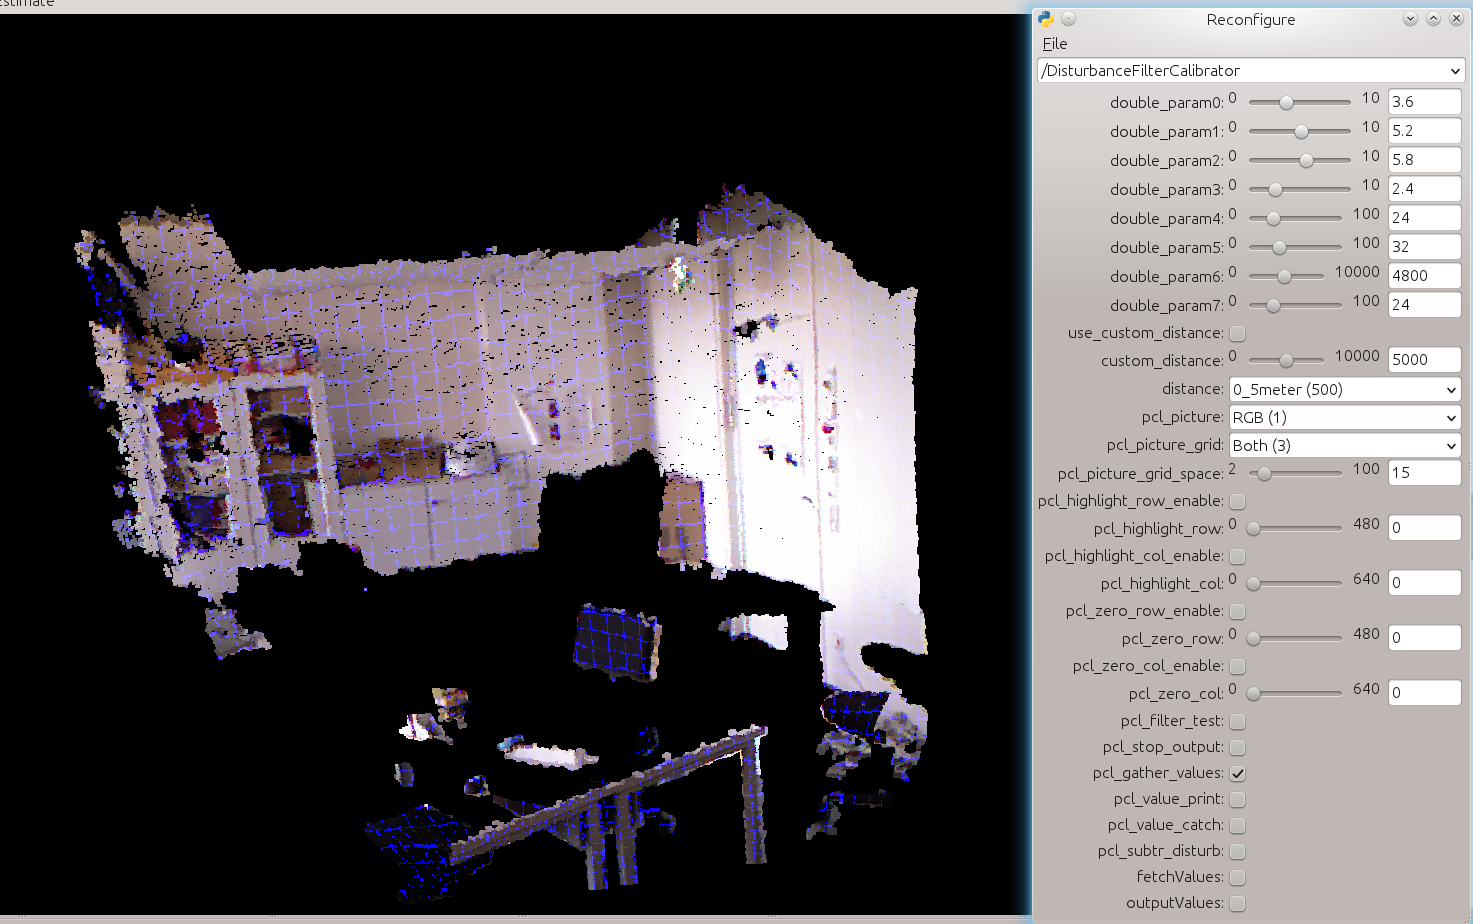 Estimate
Reconfigure
File
/DisturbanceFilterCalibrator
double_param0: 0 10 3.6
double_param1: 0 10 5.2
double_param2: 0 10 5.8
double_param3: 0 10 2.4
double_param4: 0 100 24
double_param5: 0 100 32
double_param6: 0 10000 4800
double_param7: 0 100 24
use_custom_distance:
custom_distance: 0 10000 5000
distance: 0_5meter (500)
pcl_picture: RGB (1)
pcl_picture_grid: Both (3)
pcl_picture_grid_space: 2 100 15
pcl_highlight_row_enable:
pcl_highlight_row: 0 480 0
pcl_highlight_col_enable:
pcl_highlight_col: 0 640 0
pcl_zero_row_enable:
pcl_zero_row: 0 480 0
pcl_zero_col_enable:
pcl_zero_col: 0 640 0
pcl_filter_test:
pcl_stop_output:
pcl_gather_values:
pcl_value_print:
pcl_value_catch:
pcl_subtr_disturb:
fetchValues:
outputValues: